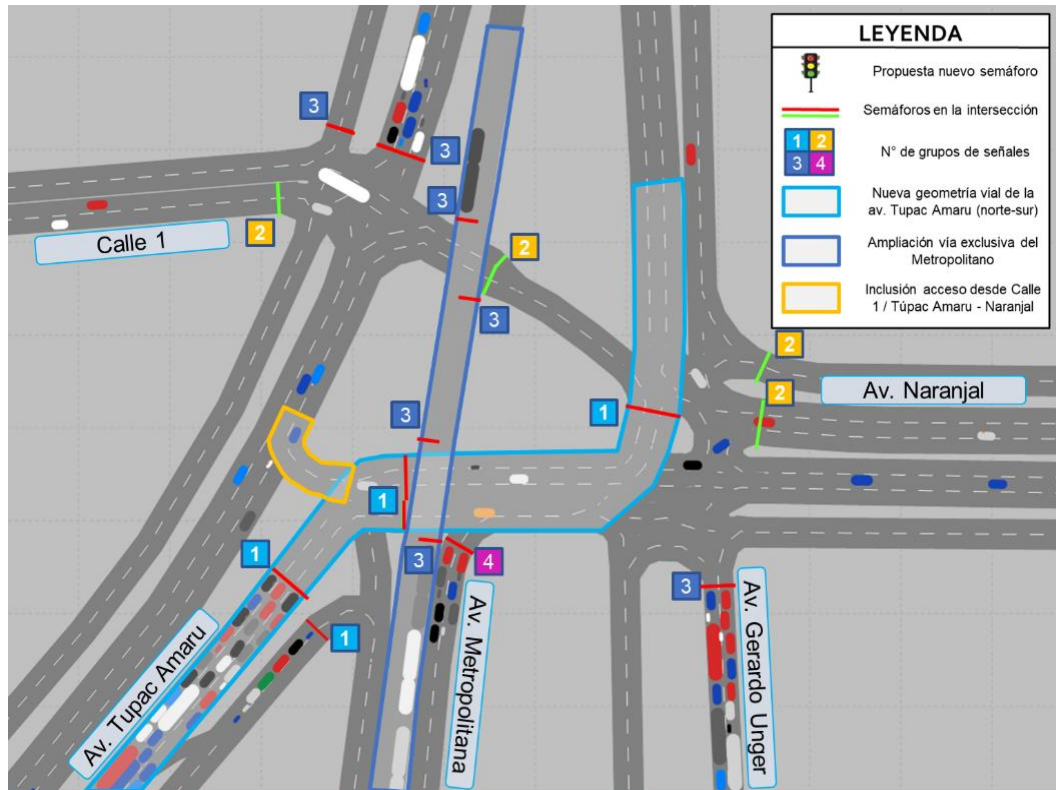 LEYENDA
Propuesta nuevo semáforo
Semáforos en la intersección
1 2
3 4
N° de grupos de señales
Nueva geometría vial de la
av. Tupac Amaru (norte-sur)
Ampliación vía exclusiva del
Metropolitano
Inclusión acceso desde Calle
1 / Túpac Amaru - Naranjal
3
3
3
2
Calle 1
2
3
2
2
Av. Naranjal
1
3
1
1
3
4
1
3
Av. Tupac Amaru
Av. Metropolitana
Av. Gerardo
Unger